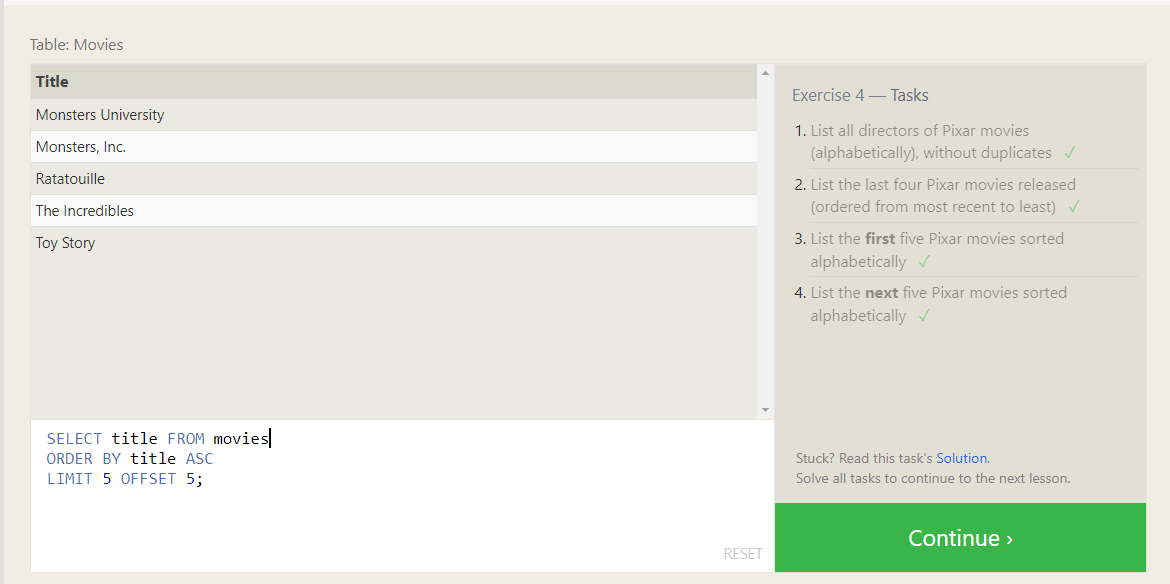 Table: Movies
Title
Monsters University
Monsters, Inc.
Ratatouille
The Incredibles
Toy Story
SELECT title FROM movies
ORDER BY title ASC
LIMIT 5 OFFSET 5;
RESET
Exercise 4 — Tasks
1. List all directors of Pixar movies
(alphabetically), without duplicates ✓
2. List the last four Pixar movies released
(ordered from most recent to least) ✓
3. List the first five Pixar movies sorted
alphabetically ✓
4. List the next five Pixar movies sorted
alphabetically ✓
Stuck? Read this task's Solution.
Solve all tasks to continue to the next lesson.
Continue ›